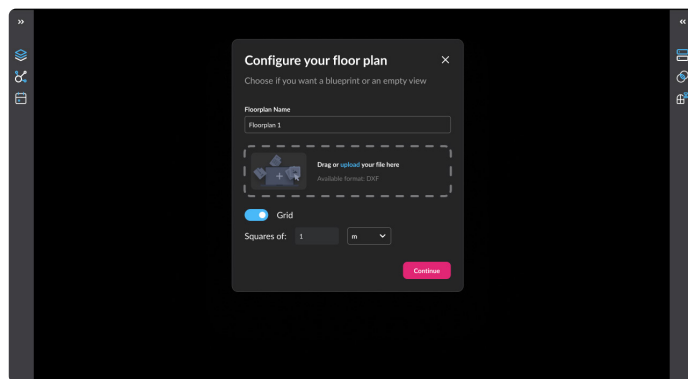 Configure your floor plan
Choose if you want a blueprint or an empty view
Floorplan Name
Floorplan 1
Drag or upload your file here
Available format: DXF
Grid
Squares of:
1
m
Continue